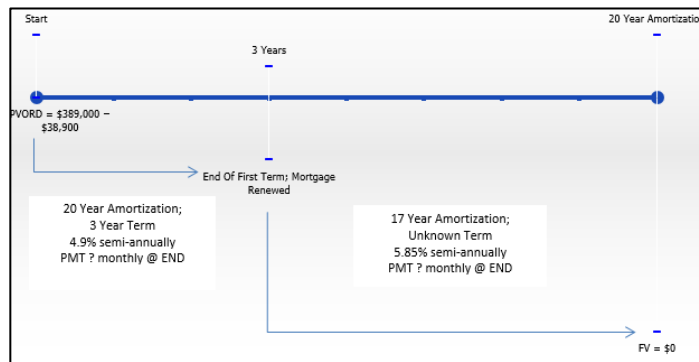 Start
20 Year Amortizatio
3 Years
PVORD = $389,000 –
$38,900
End Of First Term; Mortgage
Renewed
20 Year Amortization;
3 Year Term
4.9% semi-annually
PMT ? monthly @ END
17 Year Amortization;
Unknown Term
5.85% semi-annually
PMT ? monthly @ END
FV = $0